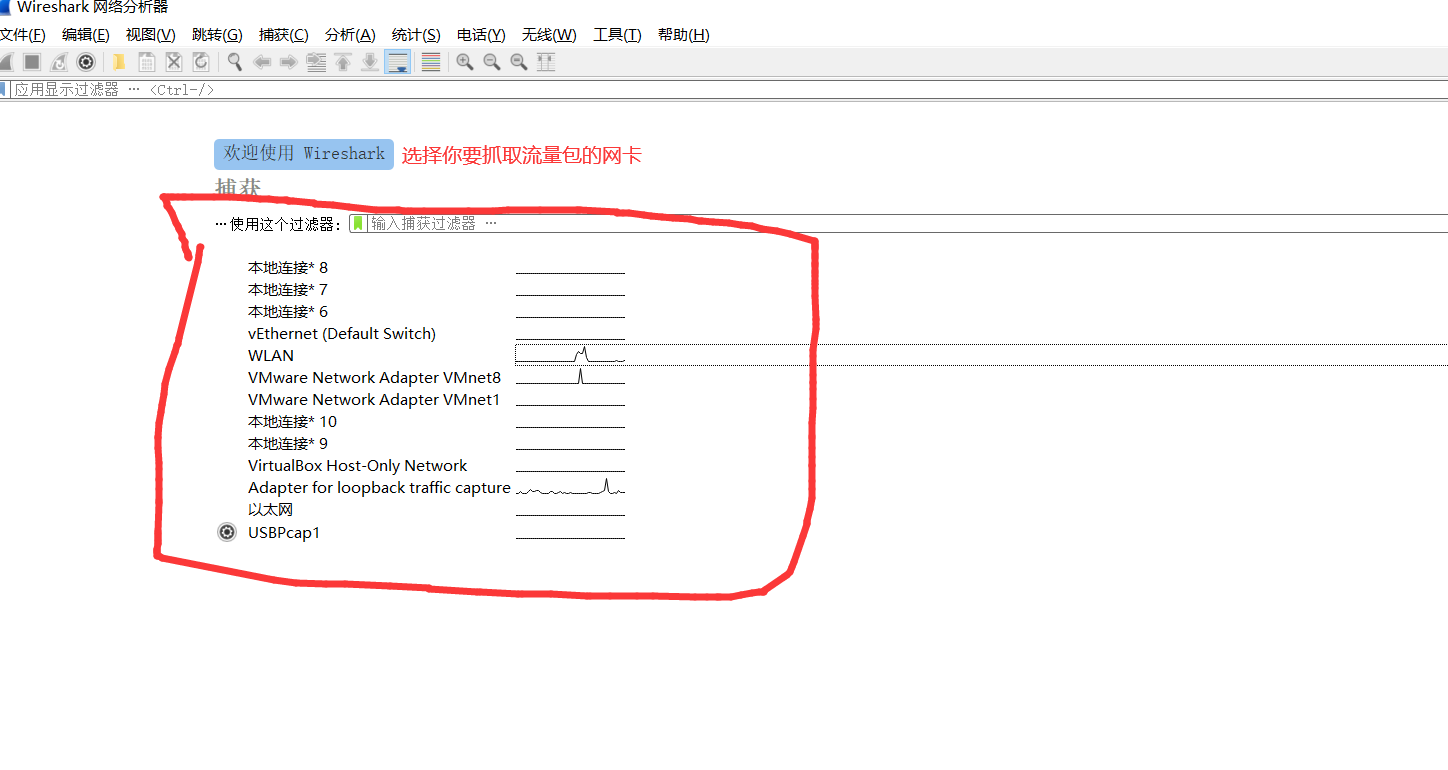 Wireshark 网络分析器
文件(F) 编辑(E) 视图(V) 跳转(G) 捕获(C) 分析(A) 统计(S) 电话(Y) 无线(W) 工具(T) 帮助(H)
应用显示过滤器 … <Ctrl-/>
欢迎使用 Wireshark 选择你要抓取流量包的网卡
捕获
…使用这个过滤器: 输入捕获过滤器 …
本地连接* 8
本地连接* 7
本地连接* 6
vEthernet (Default Switch)
WLAN
VMware Network Adapter VMnet8
VMware Network Adapter VMnet1
本地连接* 10
本地连接* 9
VirtualBox Host-Only Network
Adapter for loopback traffic capture
以太网
USBPcap1